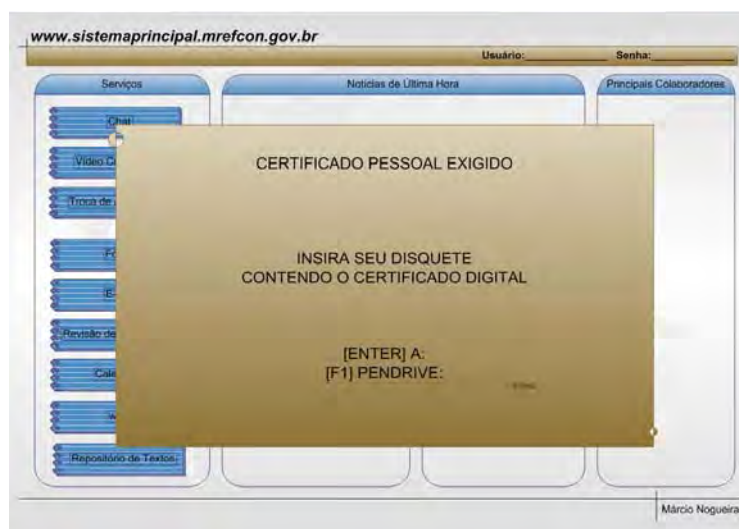 www.sistemaprincipal.mrefcon.gov.br
Usuário: Senha:
Serviços
Notícias de Última Hora
Principais Colaboradores
Chat
Vídeo C
Troca de
CERTIFICADO PESSOAL EXIGIDO
INSIRA SEU DISQUETE
CONTENDO O CERTIFICADO DIGITAL
[ENTER] A:
[F1] PENDRIVE:
Revisão de
Repositório de Textos
Márcio Nogueira